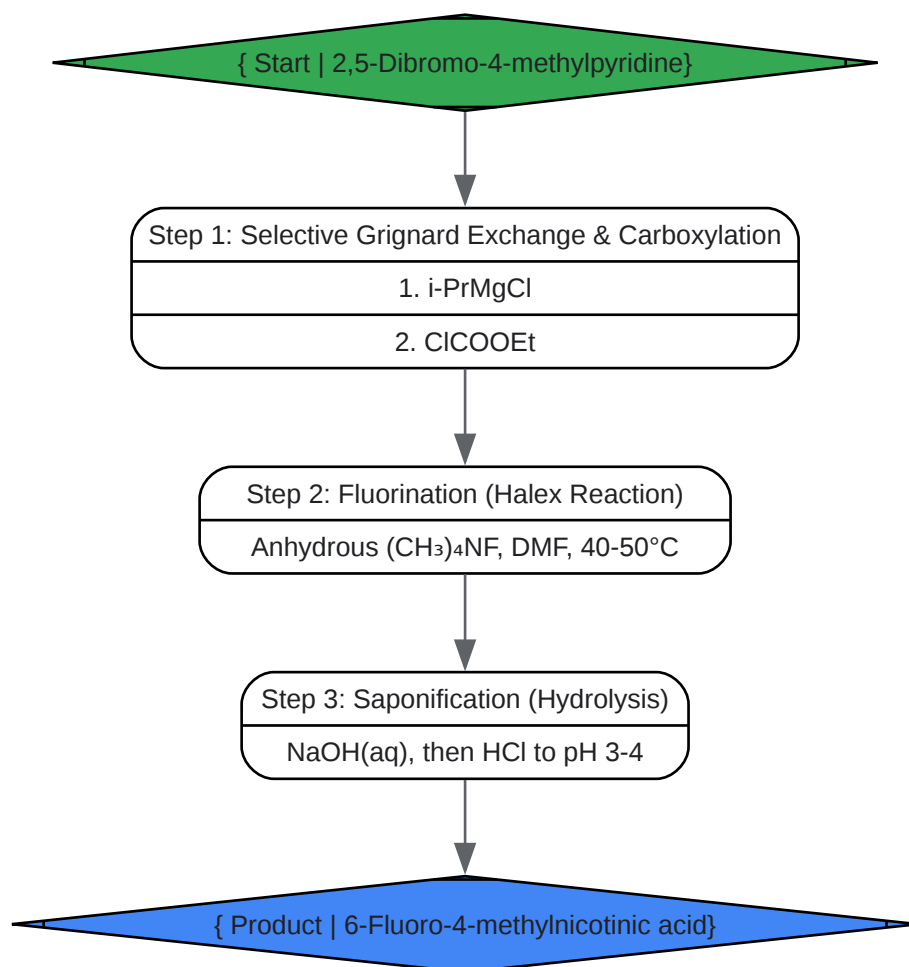 { Start | 2,5-Dibromo-4-methylpyridine}
Step 1: Selective Grignard Exchange & Carboxylation
1. i-PrMgCl
2. ClCOOEt
Step 2: Fluorination (Halex Reaction)
Anhydrous (CH₃)₄NF, DMF, 40-50°C
Step 3: Saponification (Hydrolysis)
NaOH(aq), then HCl to pH 3-4
{ Product | 6-Fluoro-4-methylnicotinic acid}